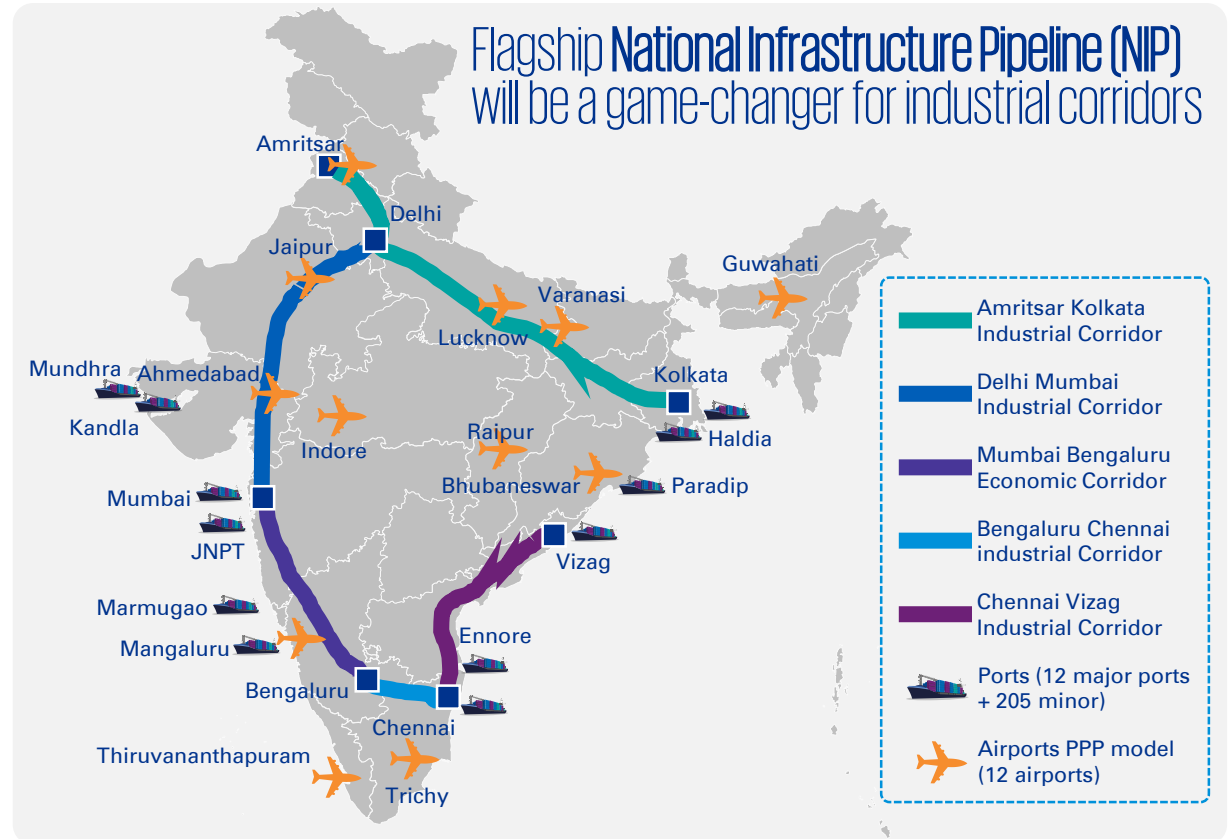 Flagship National Infrastructure Pipeline (NIP)
will be a game-changer for industrial corridors
Amritsar
Delhi
Jaipur
Guwahati
Varanasi
Lucknow
Mundhra
Ahmedabad
Kolkata
Kandla
Haldia
Indore
Raipur
Bhubaneswar
Paradip
Mumbai
JNPT
Vizag
Marmugao
Mangaluru
Ennore
Bengaluru
Chennai
Thiruvananthapuram
Trichy
Amritsar Kolkata
Industrial Corridor
Delhi Mumbai
Industrial Corridor
Mumbai Bengaluru
Economic Corridor
Bengaluru Chennai
industrial Corridor
Chennai Vizag
Industrial Corridor
Ports (12 major ports
+ 205 minor)
Airports PPP model
(12 airports)